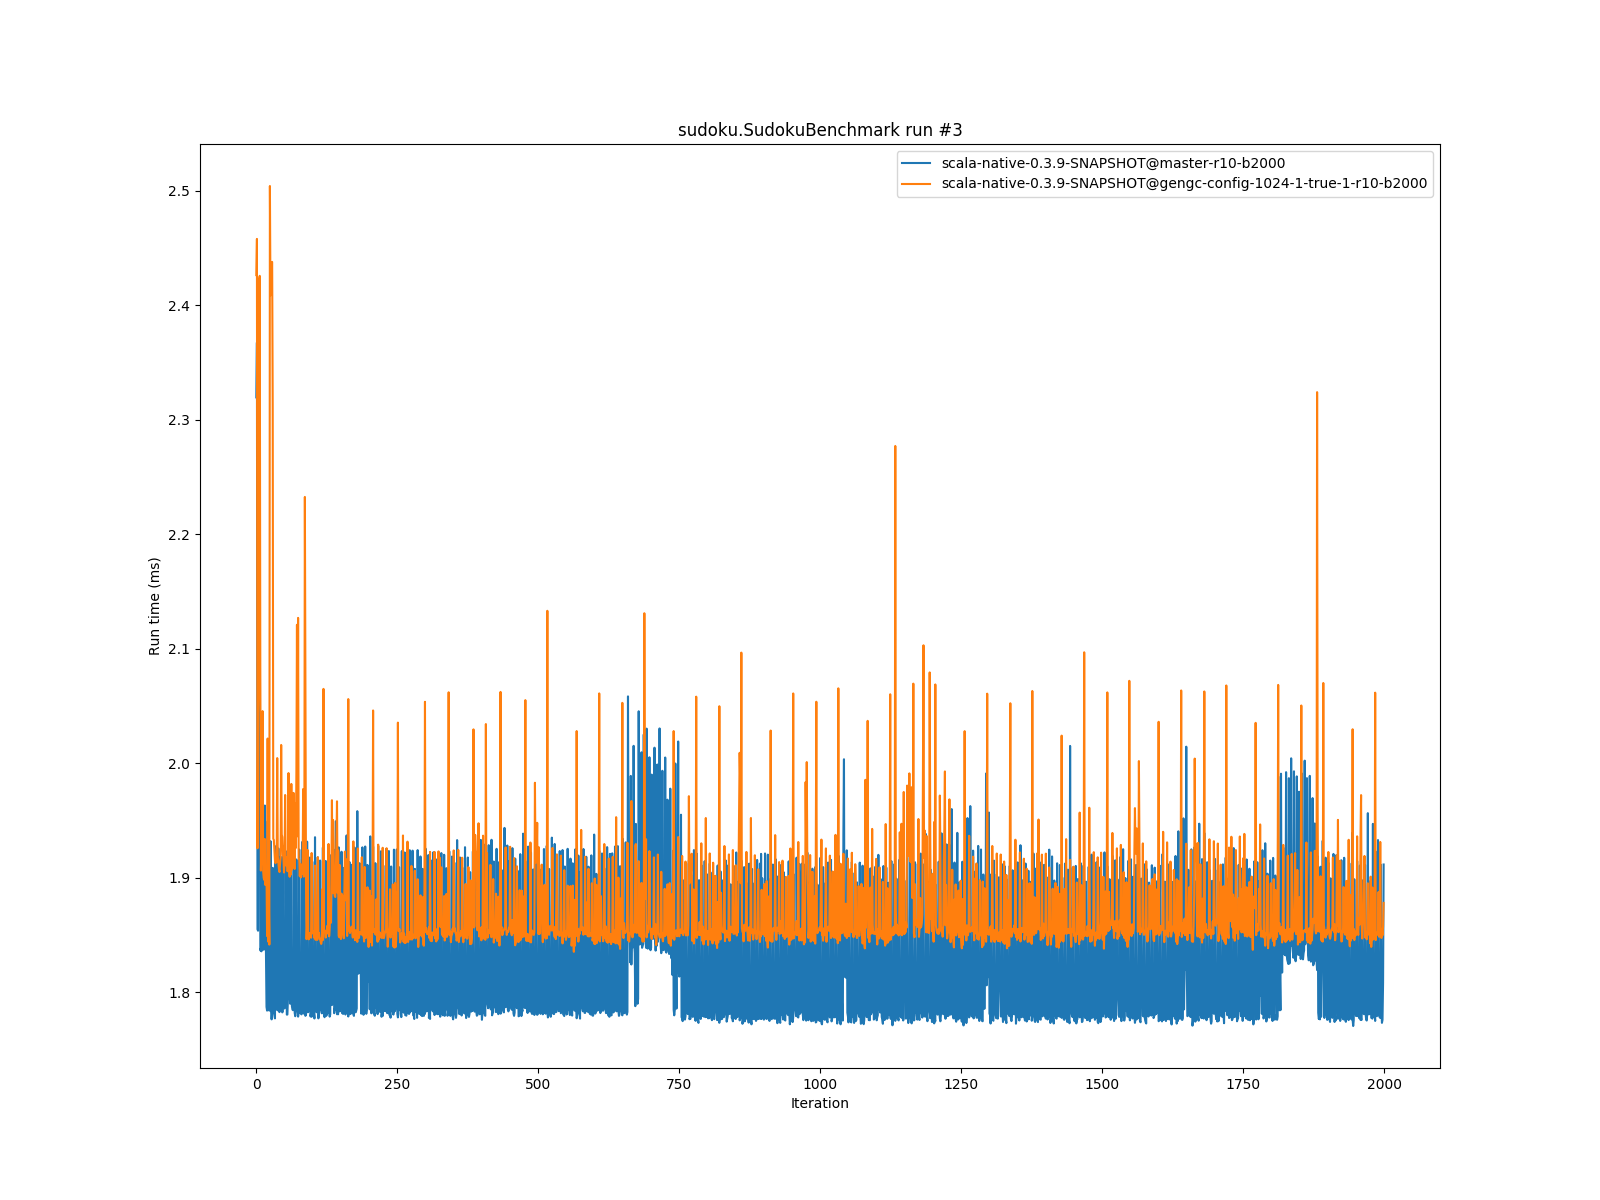 sudoku.SudokuBenchmark run #3
scala-native-0.3.9-SNAPSHOT@master-r10-b2000
scala-native-0.3.9-SNAPSHOT@gengc-config-1024-1-true-1-r10-b2000
2.5
2.4
2.3
2.2
2.1
2.0
1.9
1.8
Run time (ms)
0 250 500 750 1000 1250 1500 1750 2000
Iteration